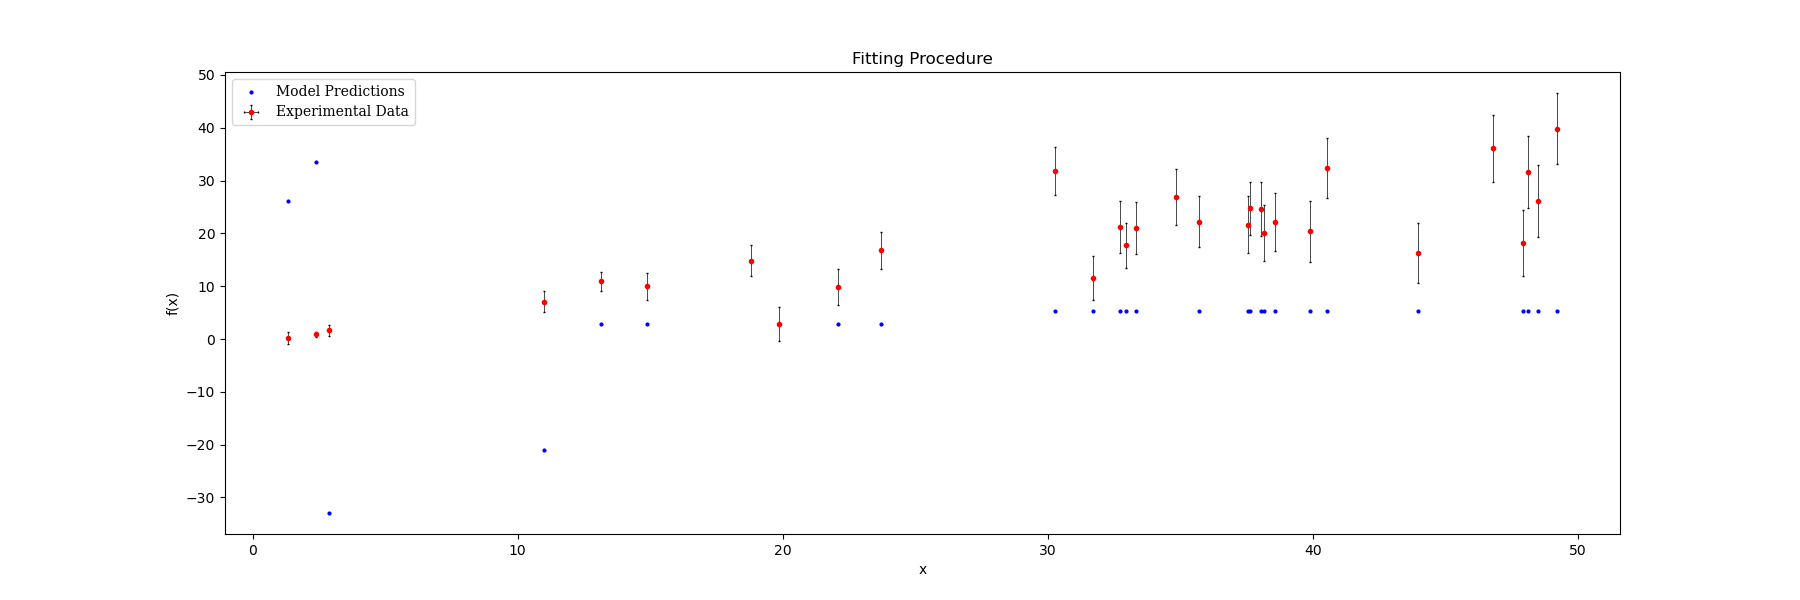 Fitting Procedure
50
40
30
20
10
0
−10
−20
−30
f(x)
Model Predictions
Experimental Data
0 10 20 30 40 50
x